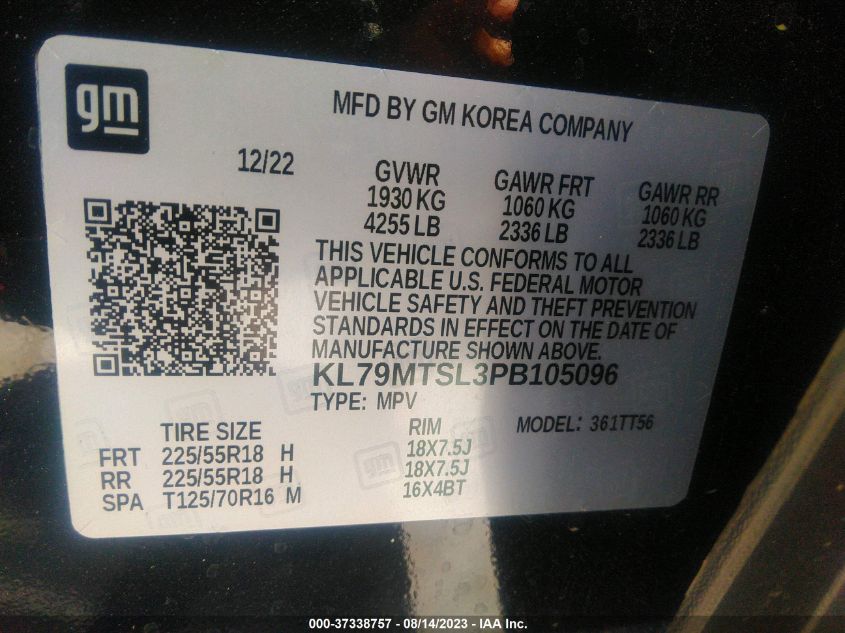 gm
MFD BY GM KOREA COMPANY
12/22
GVWR
1930 KG
4255 LB
GAWR FRT
1060 KG
2336 LB
GAWR RR
1060 KG
2336 LB
THIS VEHICLE CONFORMS TO ALL
APPLICABLE U.S. FEDERAL MOTOR
VEHICLE SAFETY AND THEFT PREVENTION
STANDARDS IN EFFECT ON THE DATE OF
MANUFACTURE SHOWN ABOVE.
KL79MTSL3PB105096
TYPE: MPV
MODEL: 361TT56
TIRE SIZE RIM
FRT 225/55R18 H 18X7.5J
RR 225/55R18 H 18X7.5J
SPA T125/70R16 M 16X4BT
000-37338757 - 08/14/2023 - IAA Inc.